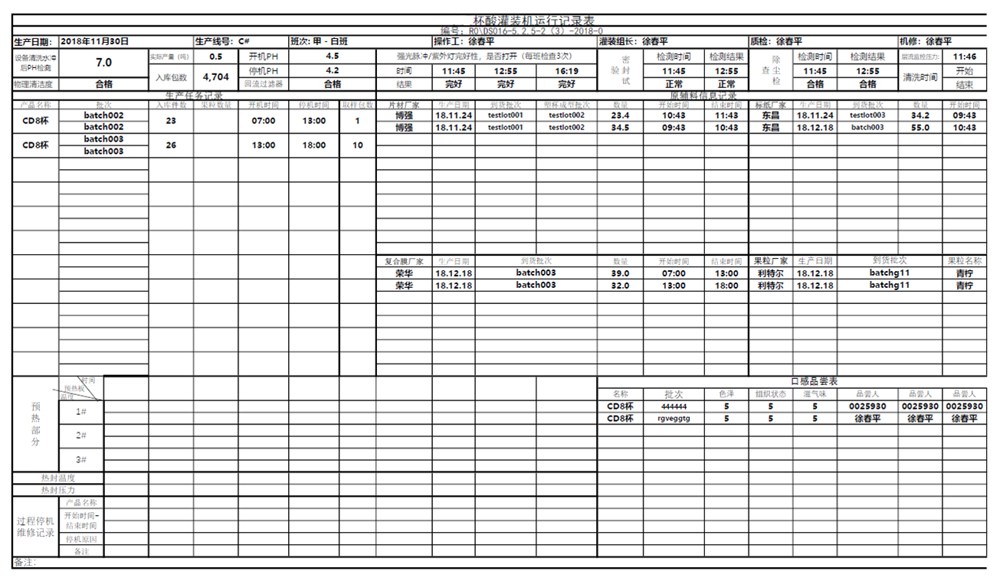 杯酸灌装机运行记录表
编号: RO\DS016-5.2.5-2 (3) -2018-0
生产日期: 2018年11月30日 生产线号: C# 班次: 甲 - 白班 操作工: 徐春平 灌装组长: 徐春平 质检: 徐春平 机修: 徐春平
设备清洗水冲后PH检测 7.0 实际产量 (吨) 0.5 开机PH 4.5 强光脉冲/紫外灯完好性, 是否打开 (每班检查3次) 密封试验 检测时间 检测结果 除尘检查 检测时间 检测结果 层流监控压力: 11:46
入库包数 4,704 停机PH 4.2 时间 11:45 12:55 16:19 11:45 12:55 11:45 12:55 清洗时间 开始
物理清洁度 合格 回流过滤器 合格 结果 完好 完好 完好 正常 正常 合格 合格 结束
生产任务记录 原辅料信息记录
产品名称 批次 入库件数 果粒数量 开机时间 停机时间 取样包数 片材厂家 生产日期 到货批次 塑杯成型批次 数量 开始时间 结束时间 标纸厂家 生产日期 到货批次 数量 开始时间
CD8杯 batch002 23 07:00 13:00 1 博强 18.11.24 testlot001 testlot002 23.4 10:43 11:43 东昌 18.11.24 testlot003 34.2 09:43
batch002 博强 18.11.24 testlot001 testlot002 34.5 09:43 10:43 东昌 18.12.18 batch003 55.0 10:43
CD8杯 batch003 26 13:00 18:00 10
batch003
复合膜厂家 生产日期 到货批次 数量 开始时间 结束时间 果粒厂家 生产日期 到货批次 果粒名称
荣华 18.12.18 batch003 39.0 07:00 13:00 利特尔 18.12.18 batchg11 青柠
荣华 18.12.18 batch003 32.0 13:00 18:00 利特尔 18.12.18 batchg11 青柠
预热部分 时间 预热板 温度 口感品尝表
名称 批次 色泽 组织状态 滋气味 品尝人 品尝人 品尝人
1# CD8杯 444444 5 5 5 0025930 0025930 0025930
CD8杯 rgveggtg 5 5 5 徐春平 徐春平 徐春平
2#
3#
热封温度
热封压力
过程停机维修记录 产品名称
开始时间-结束时间
停机原因
备注
备注: